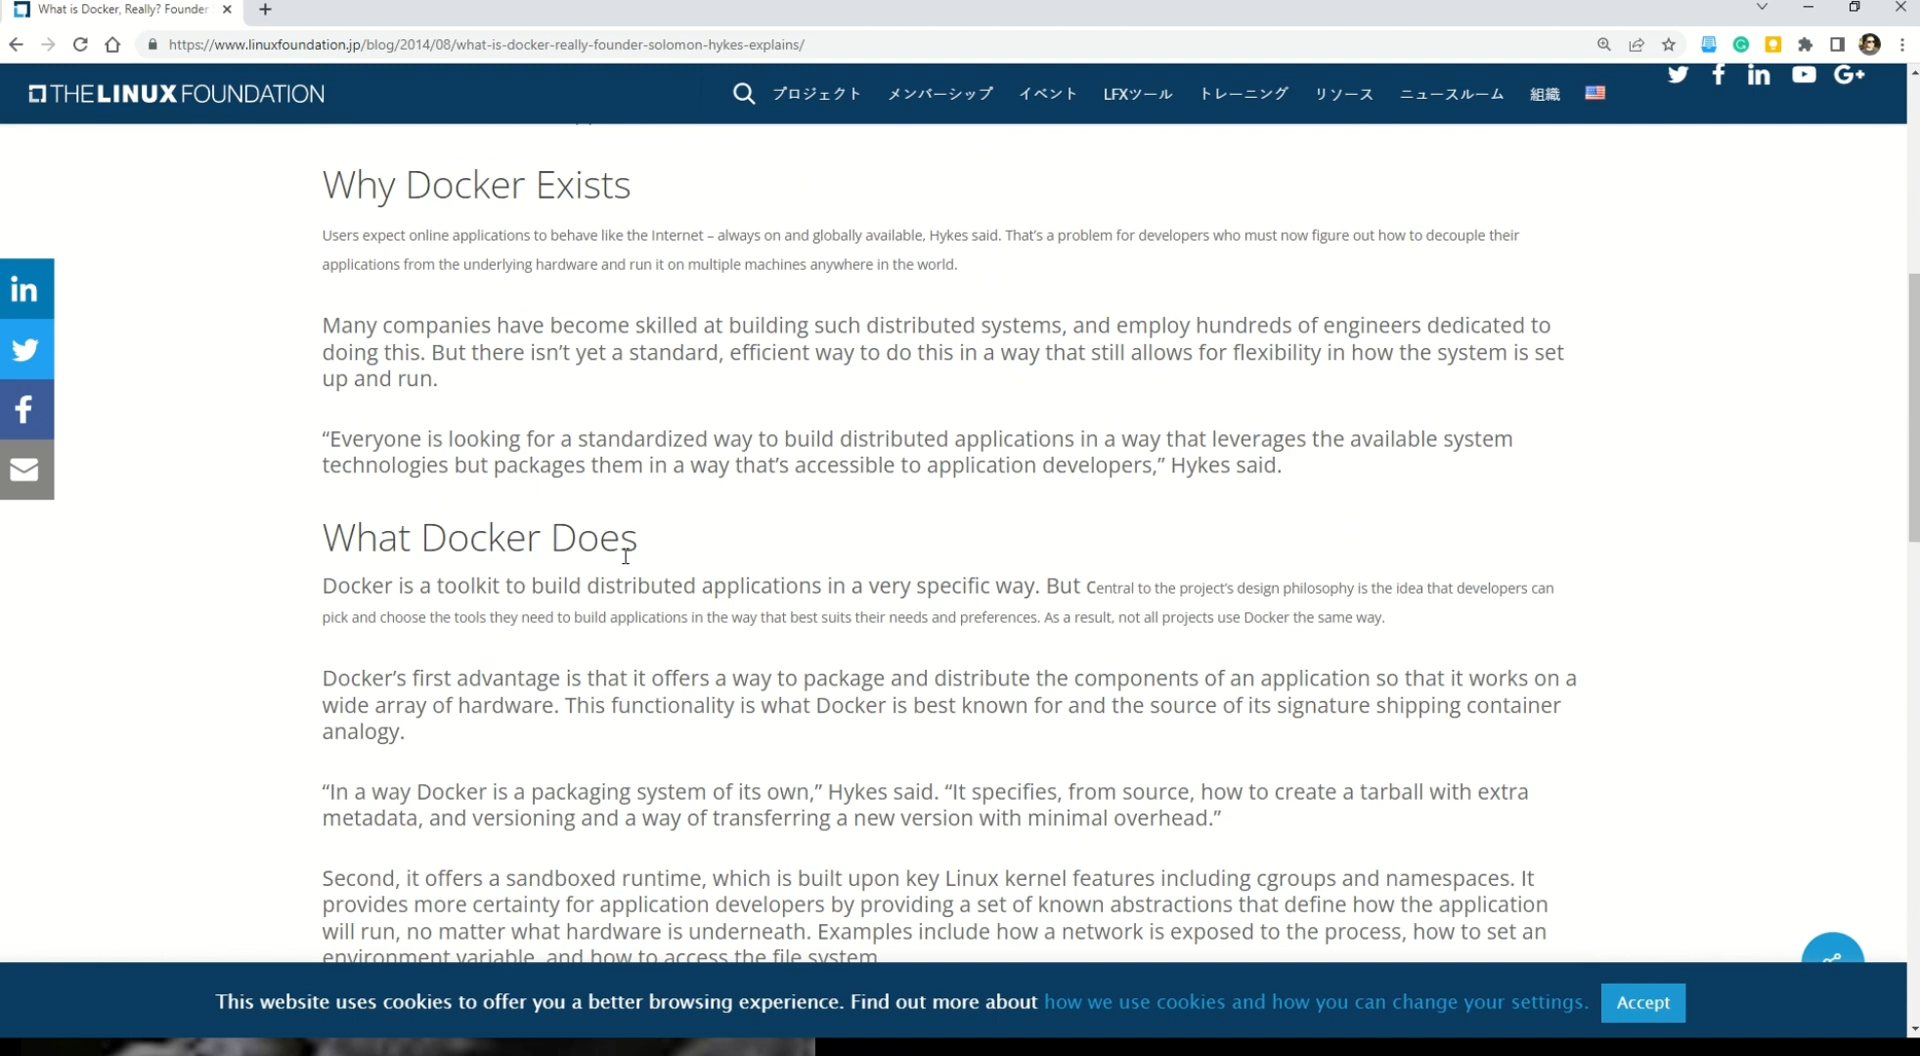 What is Docker, Really? Founder
https://www.linuxfoundation.jp/blog/2014/08/what-is-docker-really-founder-solomon-hykes-explains/
THE LINUX FOUNDATION
プロジェクト メンバーシップ イベント LFXツール トレーニング リソース ニュースルーム 組織
Why Docker Exists
Users expect online applications to behave like the Internet – always on and globally available, Hykes said. That’s a problem for developers who must now figure out how to decouple their
applications from the underlying hardware and run it on multiple machines anywhere in the world.
Many companies have become skilled at building such distributed systems, and employ hundreds of engineers dedicated to
doing this. But there isn’t yet a standard, efficient way to do this in a way that still allows for flexibility in how the system is set
up and run.
“Everyone is looking for a standardized way to build distributed applications in a way that leverages the available system
technologies but packages them in a way that’s accessible to application developers,” Hykes said.
What Docker Does
Docker is a toolkit to build distributed applications in a very specific way. But central to the project’s design philosophy is the idea that developers can
pick and choose the tools they need to build applications in the way that best suits their needs and preferences. As a result, not all projects use Docker the same way.
Docker’s first advantage is that it offers a way to package and distribute the components of an application so that it works on a
wide array of hardware. This functionality is what Docker is best known for and the source of its signature shipping container
analogy.
“In a way Docker is a packaging system of its own,” Hykes said. “It specifies, from source, how to create a tarball with extra
metadata, and versioning and a way of transferring a new version with minimal overhead.”
Second, it offers a sandboxed runtime, which is built upon key Linux kernel features including cgroups and namespaces. It
provides more certainty for application developers by providing a set of known abstractions that define how the application
will run, no matter what hardware is underneath. Examples include how a network is exposed to the process, how to set an
environment variable, and how to access the file system
This website uses cookies to offer you a better browsing experience. Find out more about how we use cookies and how you can change your settings. Accept